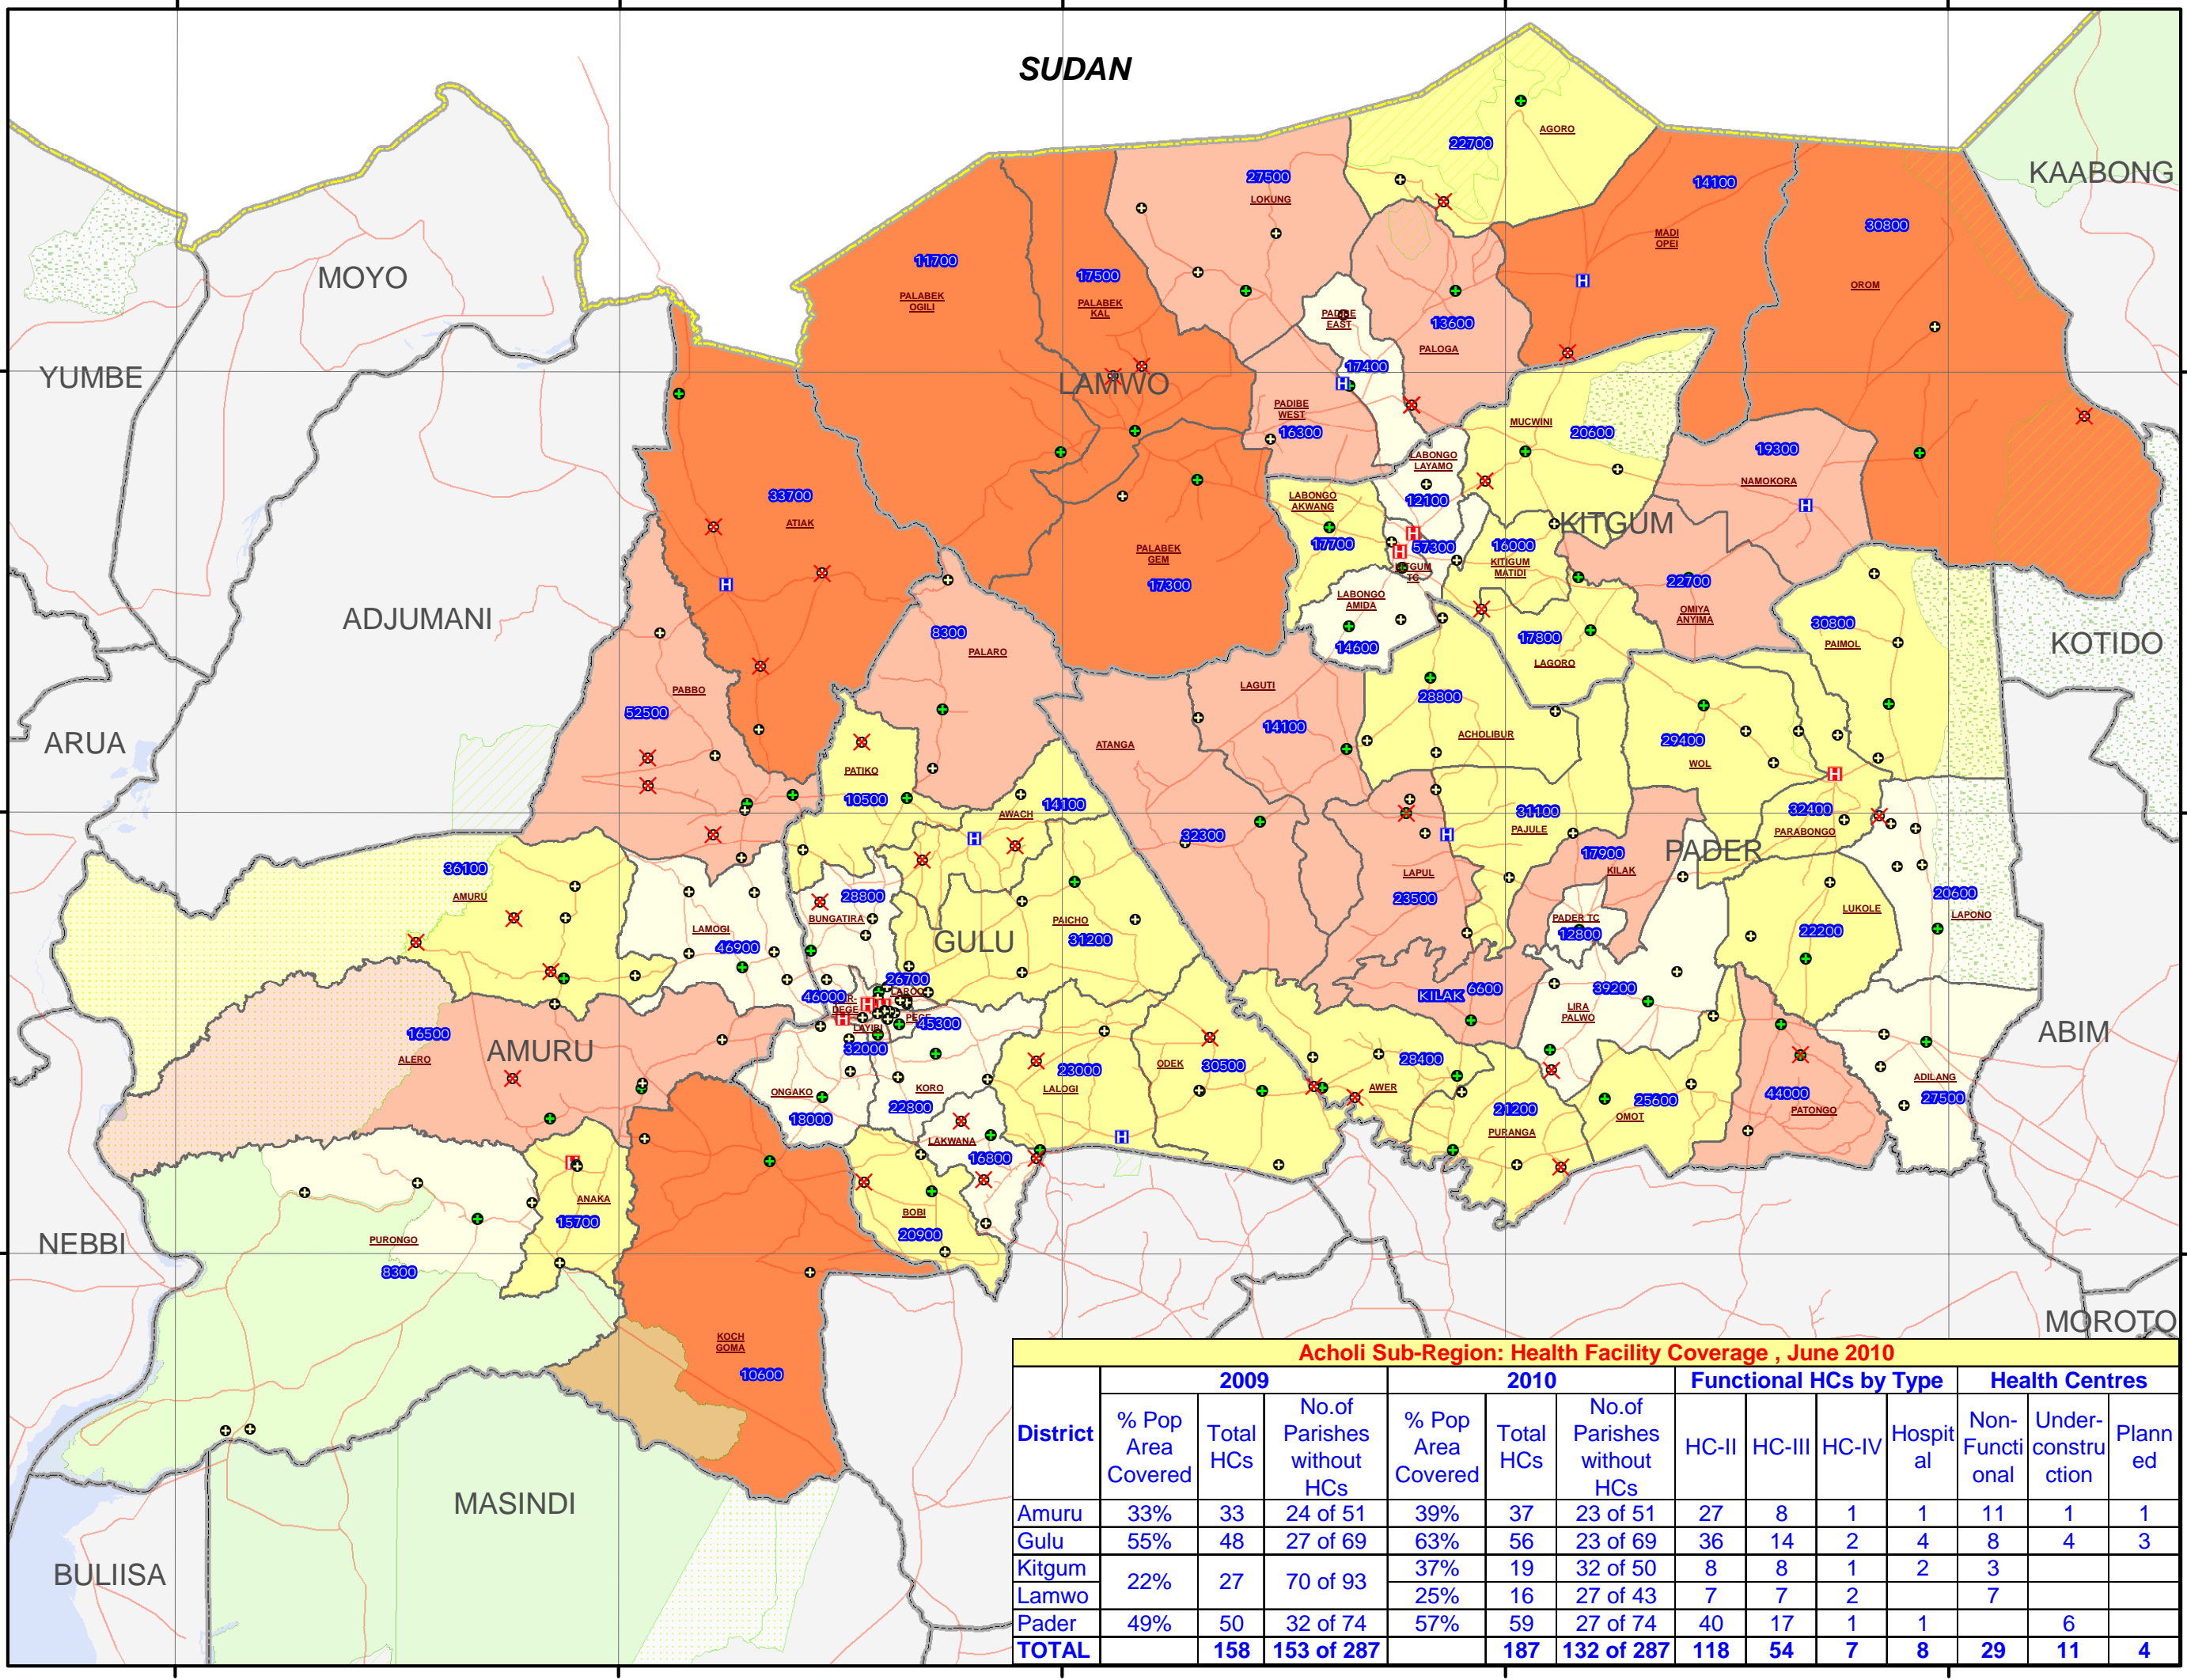 SUDAN
KAABONG
MOYO
YUMBE
ADJUMANI
ARUA
NEBBI
MASINDI
BULIISA
KOTIDO
ABIM
MOROTO
LAMWO
KITGUM
PADER
GULU
AMURU
22700
AGORO
27500
LOKUNG
14100
MADI
OPEI
30800
OROM
11700
PALABEK
OGILI
17500
PALABEK
KAL
PADIBE
EAST
17400
13600
PALOGA
PADIBE
WEST
16300
MUCWINI
20600
19300
NAMOKORA
LABONGO
LAYAMO
12100
LABONGO
AKWANG
17700
57300
KITGUM
TC
16000
KITIGUM
MATIDI
33700
ATIAK
PALABEK
GEM
17300
22700
OMIYA
ANYIMA
LABONGO
AMIDA
14600
17800
LAGORO
30800
PAIMOL
8300
PALARO
PABBO
52500
LAGUTI
14100
28800
ACHOLIBUR
ATANGA
32300
29400
WOL
PATIKO
10500
14100
AWACH
31100
PAJULE
32400
PARABONGO
17900
KILAK
LAPUL
23500
36100
AMURU
28800
BUNGATIRA
LAMOGI
46900
PAICHO
31200
PADER TC
12800
LUKOLE
22200
20600
LAPONO
26700
LAROO
46000
BAR-
DEGE
PECE
45300
LAYIBI
32000
KILAK 6600
39200
LIRA
PALWO
16500
ALERO
ONGAKO
18000
KORO
22800
23000
LALOGI
ODEK
30500
28400
AWER
21200
PURANGA
25600
OMOT
44000
PATONGO
ADILANG
27500
LAKWANA
16800
ANAKA
15700
BOBI
20900
PURONGO
8300
KOCH
GOMA
10600
Acholi Sub-Region: Health Facility Coverage , June 2010
2009 2010 Functional HCs by Type Health Centres
District % Pop Area Covered Total HCs No.of Parishes without HCs % Pop Area Covered Total HCs No.of Parishes without HCs HC-II HC-III HC-IV Hospital Non-Functional Under-construction Planned
Amuru 33% 33 24 of 51 39% 37 23 of 51 27 8 1 1 11 1 1
Gulu 55% 48 27 of 69 63% 56 23 of 69 36 14 2 4 8 4 3
Kitgum 22% 27 70 of 93 37% 19 32 of 50 8 8 1 2 3
Lamwo 25% 16 27 of 43 7 7 2 7
Pader 49% 50 32 of 74 57% 59 27 of 74 40 17 1 1 6
TOTAL 158 153 of 287 187 132 of 287 118 54 7 8 29 11 4